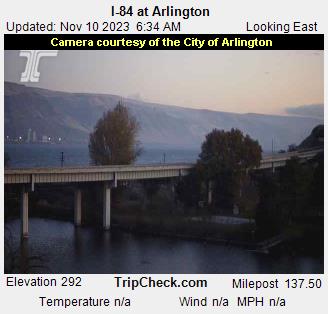 I-84 at Arlington
Updated: Nov 10 2023 6:34 AM Looking East
Camera courtesy of the City of Arlington
Elevation 292 TripCheck.com Milepost 137.50
Temperature n/a Wind n/a MPH n/a